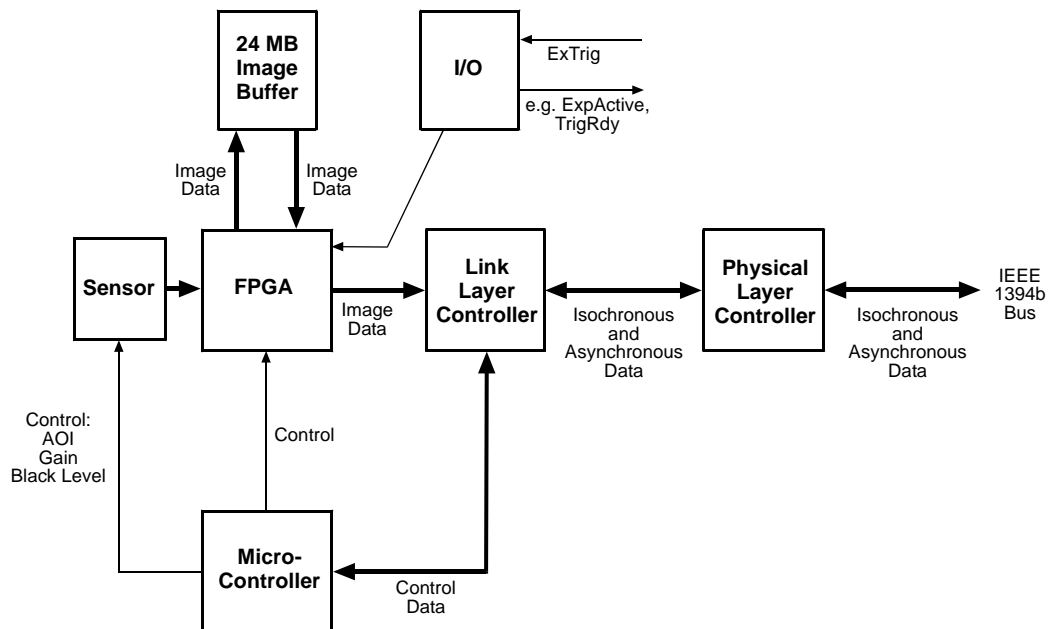 24 MB
Image
Buffer
I/O
ExTrig
e.g. ExpActive,
TrigRdy
Image
Data
Image
Data
Sensor
FPGA
Image
Data
Link
Layer
Controller
Isochronous
and
Asynchronous
Data
Physical
Layer
Controller
Isochronous
and
Asynchronous
Data
IEEE
1394b
Bus
Control:
AOI
Gain
Black Level
Control
Micro-
Controller
Control
Data